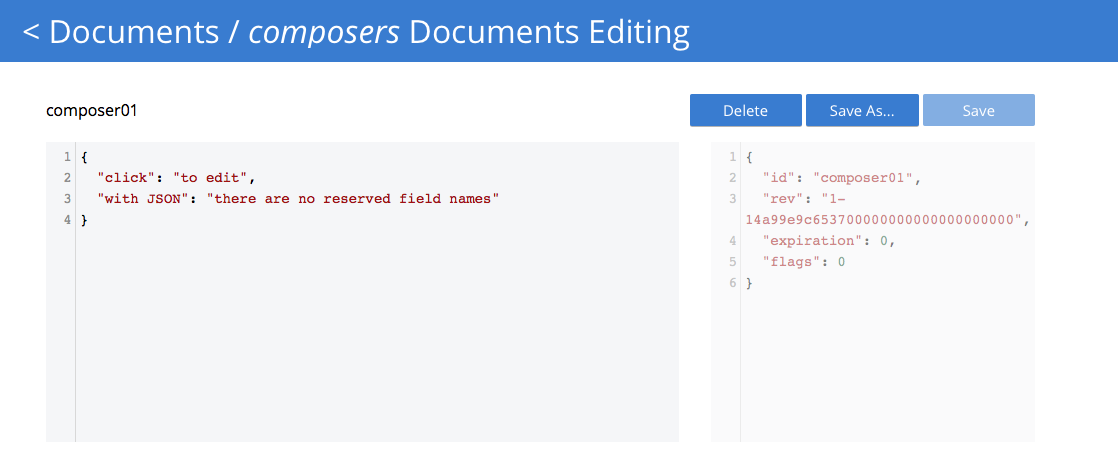 < Documents / composers Documents Editing
composer01
Delete
Save As...
Save
1 {
2 "click": "to edit",
3 "with JSON": "there are no reserved field names"
4 }
1 {
2 "id": "composer01",
3 "rev": "1-
14a99e9c65370000000000000000000000",
4 "expiration": 0,
5 "flags": 0
6 }